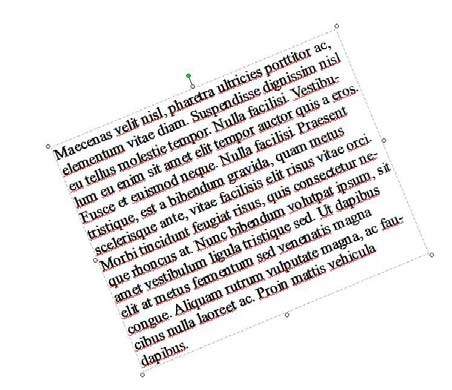 Maecenas velit nisl, pharetra ultricies porttitor ac,
elementum vitae diam. Suspendisse dignissim nisl
eu tellus molestie tempor. Nulla facilisi. Vestibu-
lum eu enim sit amet elit tempor auctor quis a eros.
Fusce et euismod neque. Nulla facilisi. Praesent
tristique, est a bibendum gravida, quam metus
scelerisque ante, vitae facilisis elit risus vitae orci.
Morbi tincidunt feugiat risus, quis consectetur ne-
que rhoncus at. Nunc bibendum volutpat ipsum, sit
amet vestibulum ligula tristique sed. Ut dapibus
elit at metus fermentum sed venenatis magna
congue. Aliquam rutrum vulputate magna, ac fau-
cibus nulla laoreet ac. Proin mattis vehicula
dapibus.